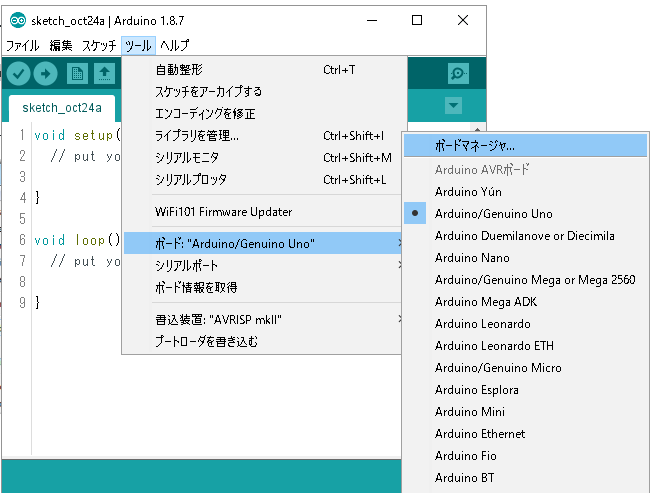 sketch_oct24a | Arduino 1.8.7
ファイル 編集 スケッチ ツール ヘルプ
自動整形 Ctrl+T
スケッチをアーカイブする
エンコーディングを修正
ライブラリを管理... Ctrl+Shift+I
シリアルモニタ Ctrl+Shift+M
シリアルプロッタ Ctrl+Shift+L
WiFi101 Firmware Updater
ボード: "Arduino/Genuino Uno"
シリアルポート
ボード情報を取得
書込装置: "AVRISP mkII"
ブートローダを書き込む
sketch_oct24a
1 void setup(
2 // put yo
3
4 }
5
6 void loop()
7 // put yo
8
9 }
ボードマネージャ...
Arduino AVRボード
Arduino Yún
Arduino/Genuino Uno
Arduino Duemilanove or Diecimila
Arduino Nano
Arduino/Genuino Mega or Mega 2560
Arduino Mega ADK
Arduino Leonardo
Arduino Leonardo ETH
Arduino/Genuino Micro
Arduino Esplora
Arduino Mini
Arduino Ethernet
Arduino Fio
Arduino BT